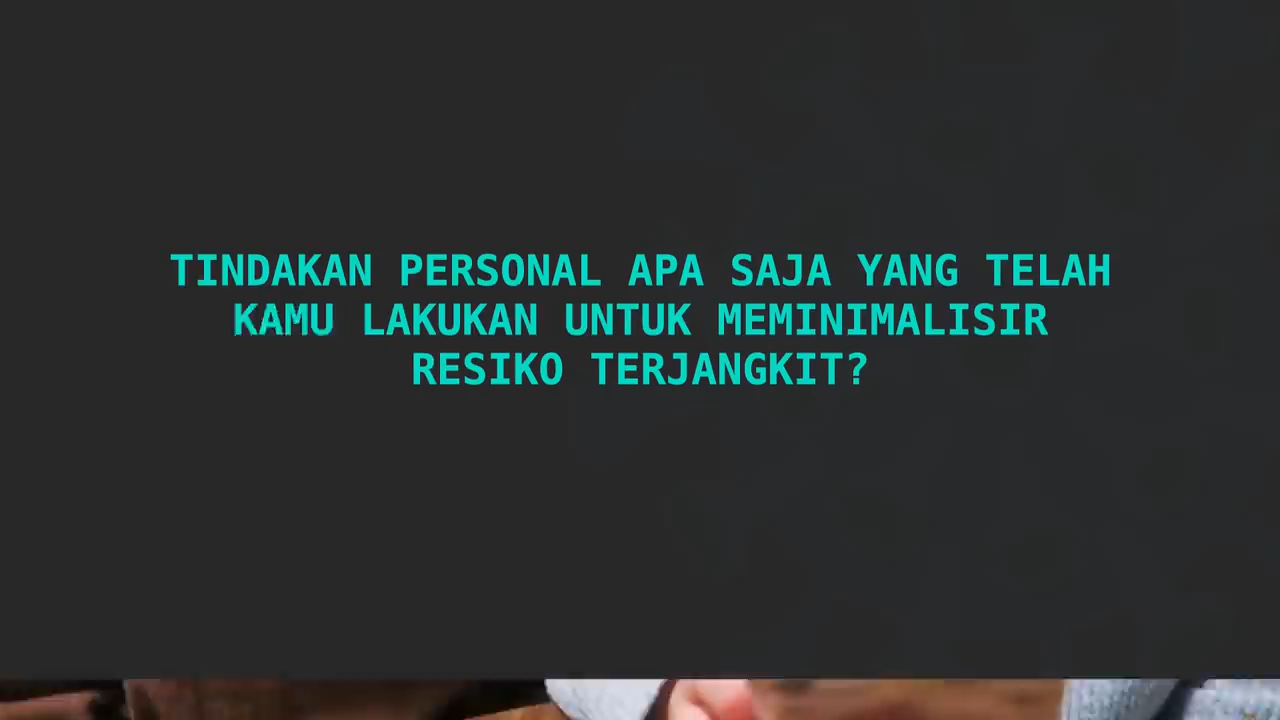 TINDAKAN PERSONAL APA SAJA YANG TELAH
KAMU LAKUKAN UNTUK MEMINIMALISIR
RESIKO TERJANGKIT?